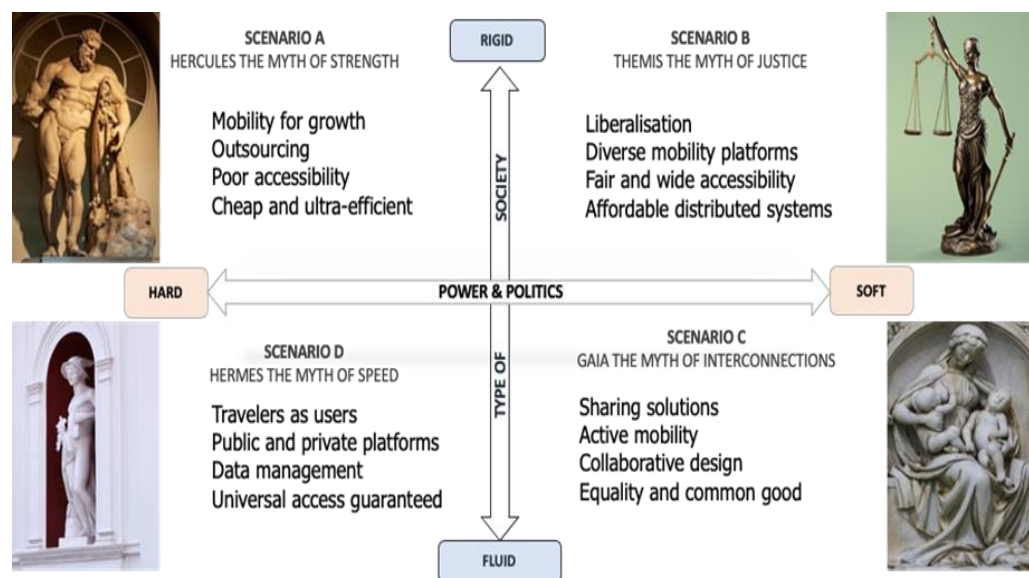 SCENARIO A
HERCULES THE MYTH OF STRENGTH
Mobility for growth
Outsourcing
Poor accessibility
Cheap and ultra-efficient
RIGID
SCENARIO B
THEMIS THE MYTH OF JUSTICE
Liberalisation
Diverse mobility platforms
Fair and wide accessibility
Affordable distributed systems
HARD
POWER & POLITICS
SOFT
TYPE OF SOCIETY
SCENARIO D
HERMES THE MYTH OF SPEED
Travelers as users
Public and private platforms
Data management
Universal access guaranteed
SCENARIO C
GAIA THE MYTH OF INTERCONNECTIONS
Sharing solutions
Active mobility
Collaborative design
Equality and common good
FLUID